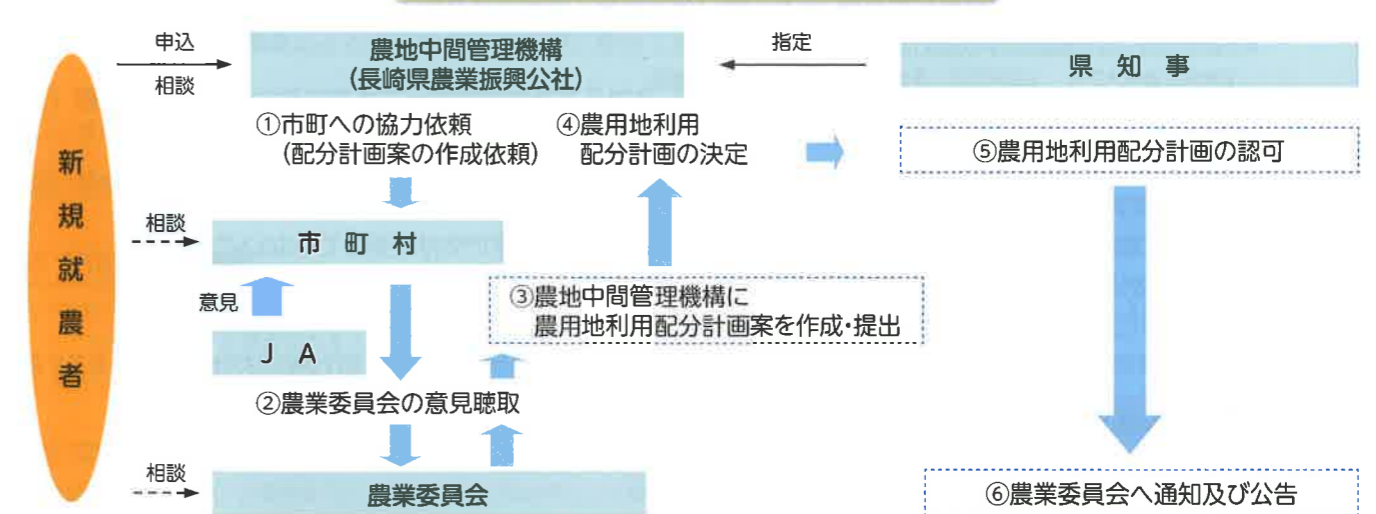 新規就農者
申込
相談
農地中間管理機構
(長崎県農業振興公社)
指定
県知事
①市町への協力依頼
(配分計画案の作成依頼)
④農用地利用
配分計画の決定
⑤農用地利用配分計画の認可
相談
市町村
意見
JA
③農地中間管理機構に
農用地利用配分計画案を作成・提出
②農業委員会の意見聴取
相談
農業委員会
⑥農業委員会へ通知及び公告